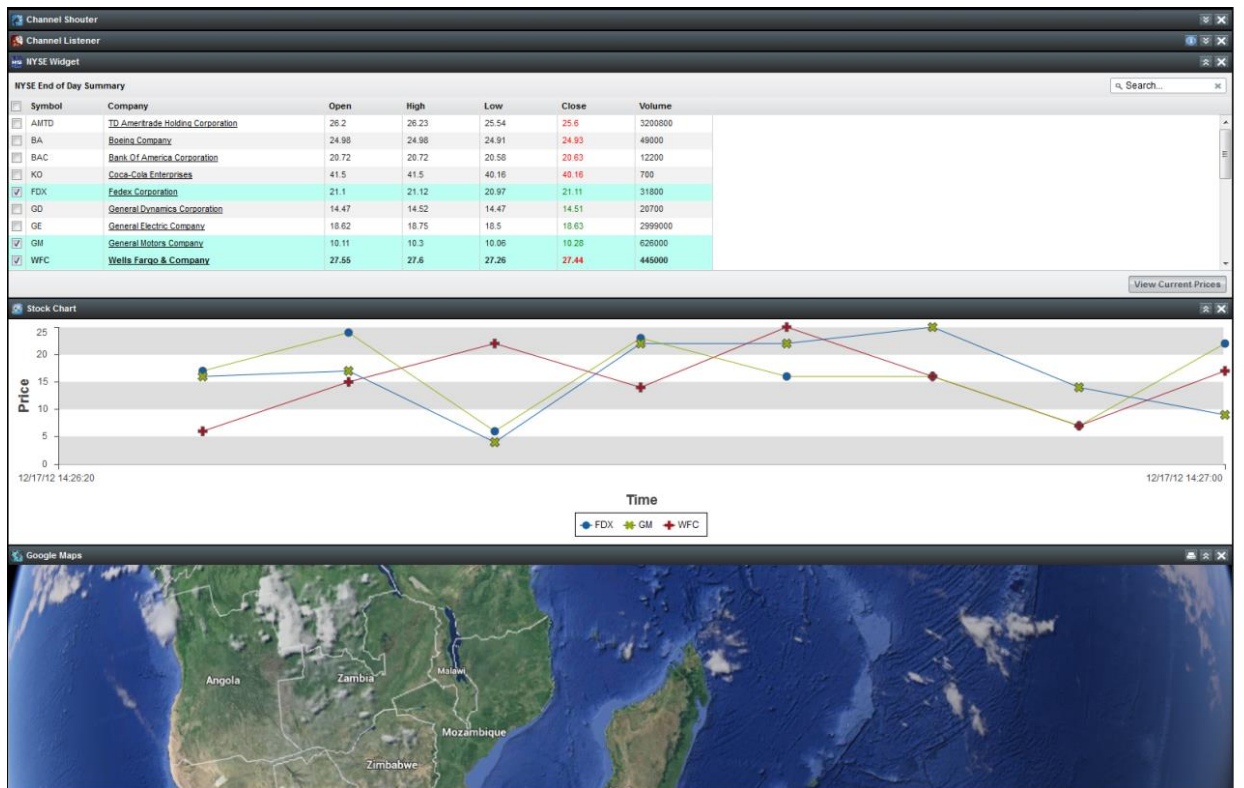 Channel Shouter
Channel Listener
NYSE Widget
NYSE End of Day Summary Search...
Symbol Company Open High Low Close Volume
AMTD TD Ameritrade Holding Corporation 26.2 26.23 25.54 25.6 3200800
BA Boeing Company 24.98 24.98 24.91 24.93 49000
BAC Bank Of America Corporation 20.72 20.72 20.58 20.63 12200
KO Coca-Cola Enterprises 41.5 41.5 40.16 40.16 700
FDX Fedex Corporation 21.1 21.12 20.97 21.11 31800
GD General Dynamics Corporation 14.47 14.52 14.47 14.51 20700
GE General Electric Company 18.62 18.75 18.5 18.63 2999000
GM General Motors Company 10.11 10.3 10.06 10.28 626000
WFC Wells Fargo & Company 27.55 27.6 27.26 27.44 445000
View Current Prices
Stock Chart
25
20
15
10
5
0
Price
12/17/12 14:26:20 12/17/12 14:27:00
Time
FDX GM WFC
Google Maps
Angola Zambia Malawi
Mozambique
Zimbabwe